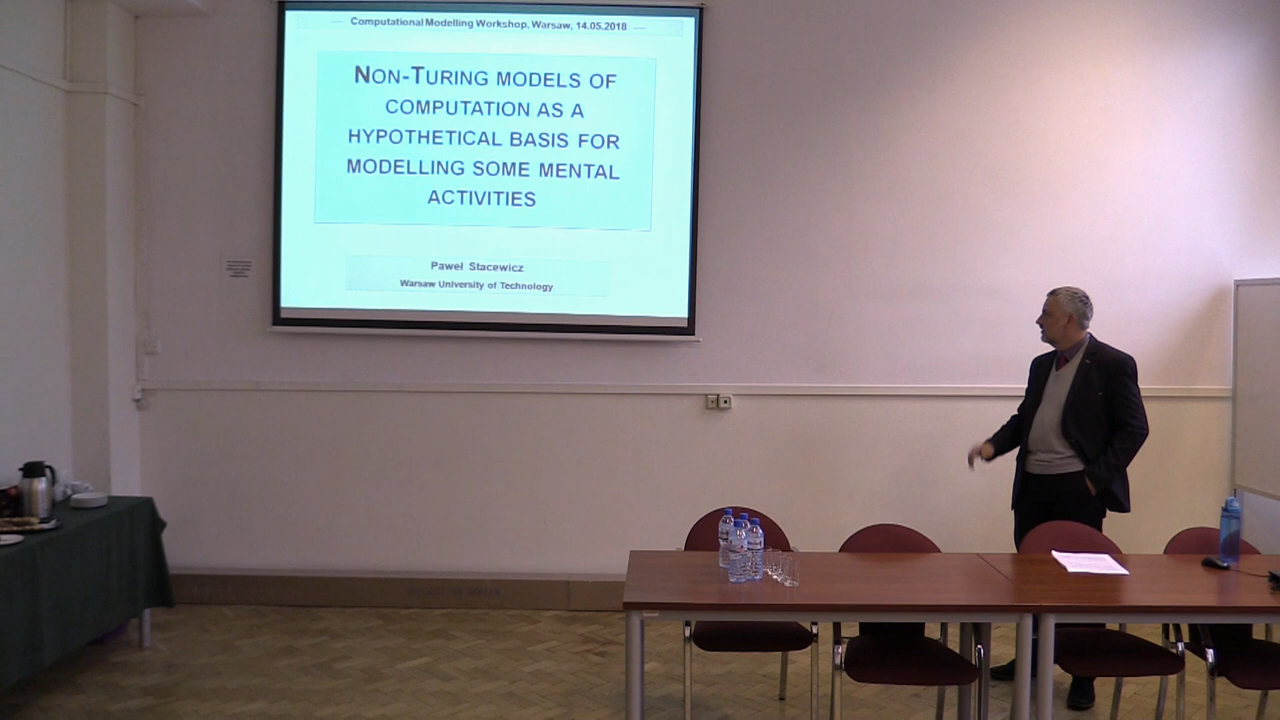 Computational Modelling Workshop, Warsaw, 14.05.2018
NON-TURING MODELS OF
COMPUTATION AS A
HYPOTHETICAL BASIS FOR
MODELLING SOME MENTAL
ACTIVITIES
Paweł Stacewicz
Warsaw University of Technology